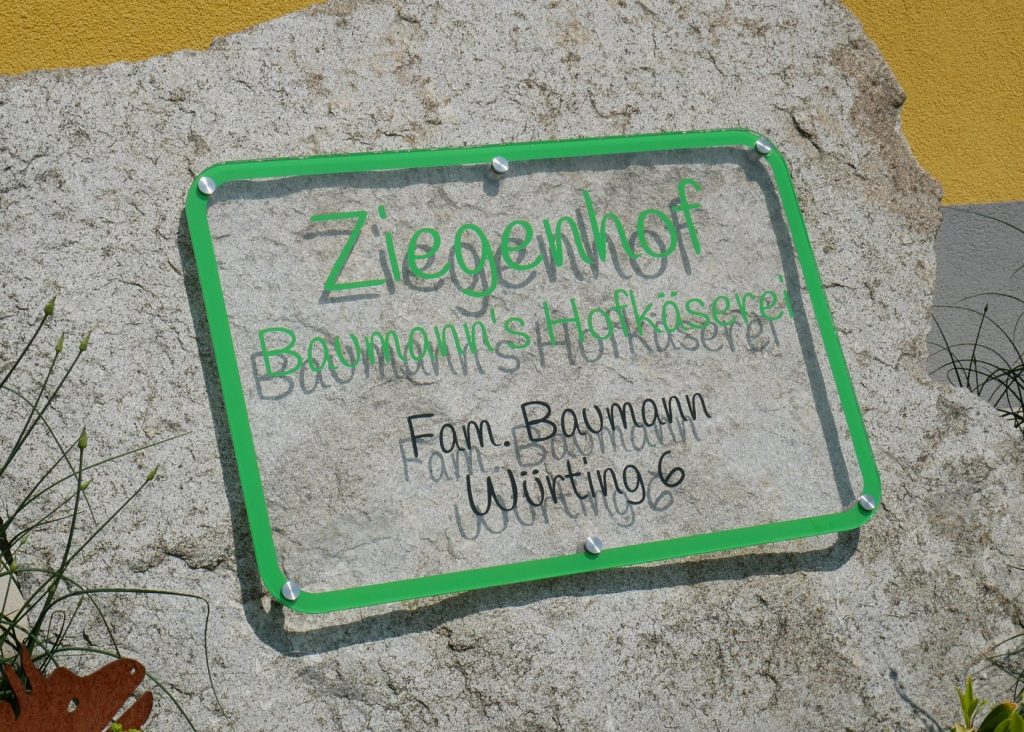 Ziegenhof
Baumann's Hofkäserei
Fam. Baumann
Würting 6